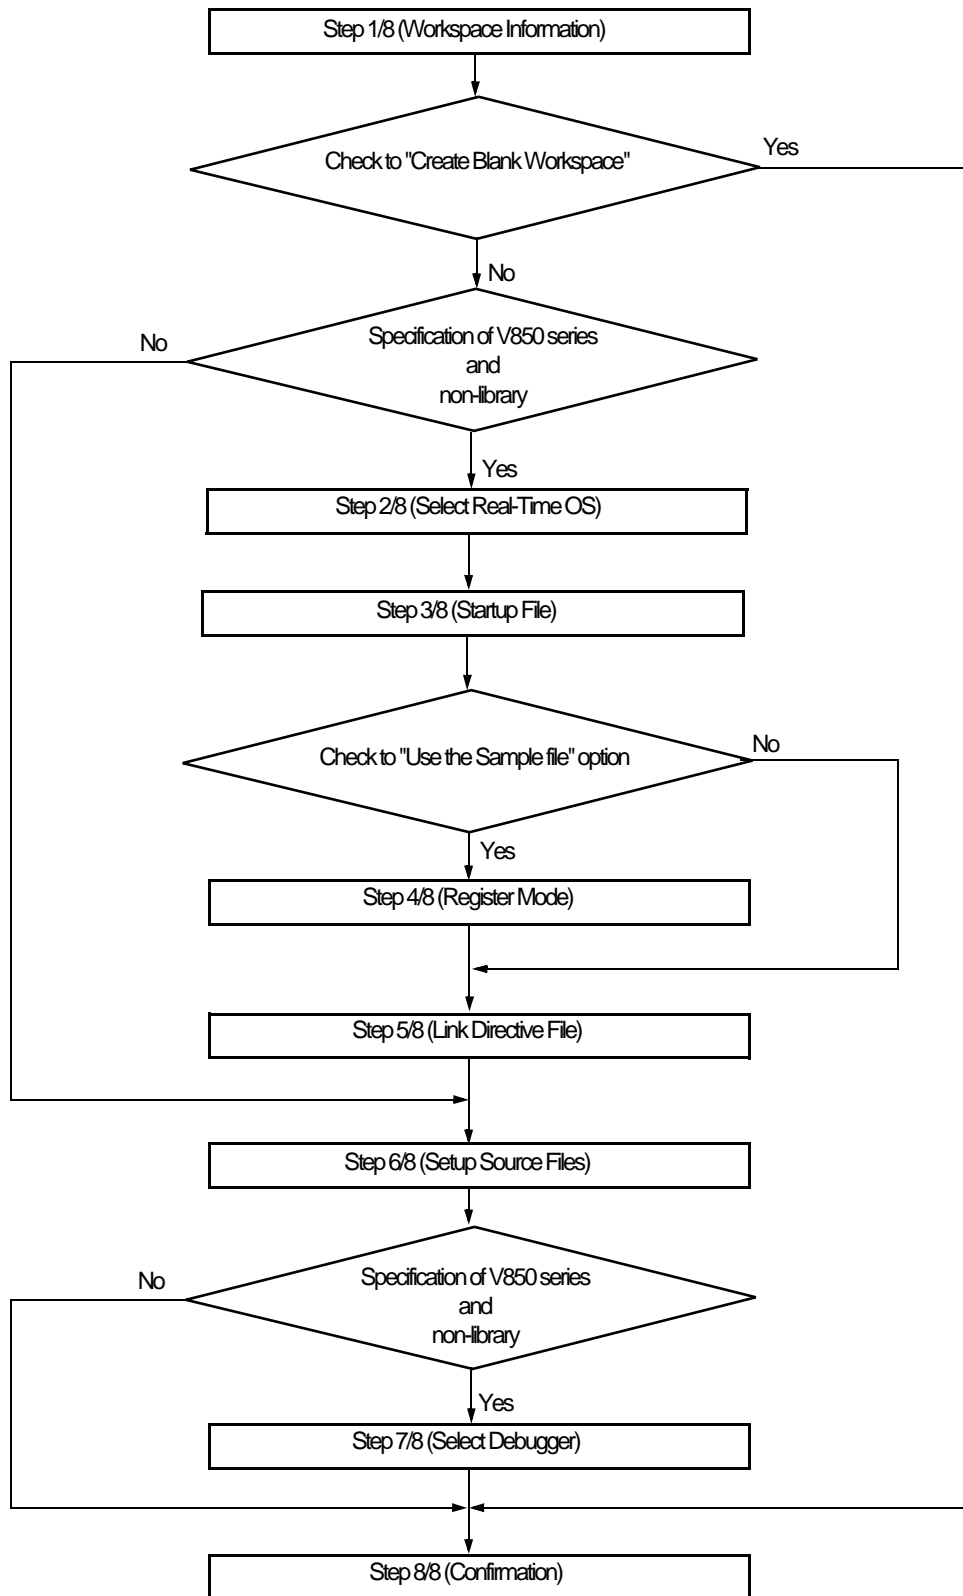 Step 1/8 (Workspace Information)
Check to "Create Blank Workspace"
Yes
No
Specification of V850 series
and
non-library
No
Yes
Step 2/8 (Select Real-Time OS)
Step 3/8 (Startup File)
Check to "Use the Sample file" option
No
Yes
Step 4/8 (Register Mode)
Step 5/8 (Link Directive File)
Step 6/8 (Setup Source Files)
Specification of V850 series
and
non-library
No
Yes
Step 7/8 (Select Debugger)
Step 8/8 (Confirmation)